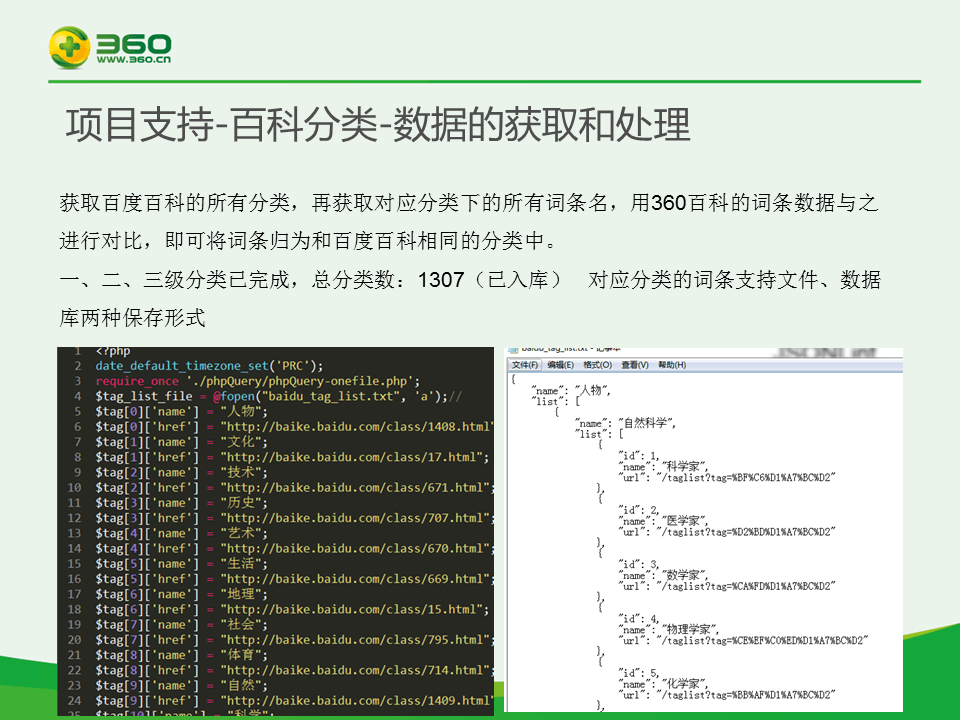 360
www.360.cn
项目支持-百科分类-数据的获取和处理
获取百度百科的所有分类，再获取对应分类下的所有词条名，用360百科的词条数据与之
进行对比，即可将词条归为和百度百科相同的分类中。
一、二、三级分类已完成，总分类数：1307（已入库） 对应分类的词条支持文件、数据
库两种保存形式
1 <?php
2 date_default_timezone_set('PRC');
3 require_once './phpQuery/phpQuery-onefile.php';
4 $tag_list_file = @fopen("baidu_tag_list.txt", 'a');//
5 $tag[0]['name'] = "人物";
6 $tag[0]['href'] = "http://baike.baidu.com/class/1408.html"
7 $tag[1]['name'] = "文化";
8 $tag[1]['href'] = "http://baike.baidu.com/class/17.html";
9 $tag[2]['name'] = "技术";
10 $tag[2]['href'] = "http://baike.baidu.com/class/671.html";
11 $tag[3]['name'] = "历史";
12 $tag[3]['href'] = "http://baike.baidu.com/class/707.html";
13 $tag[4]['name'] = "艺术";
14 $tag[4]['href'] = "http://baike.baidu.com/class/670.html";
15 $tag[5]['name'] = "生活";
16 $tag[5]['href'] = "http://baike.baidu.com/class/669.html";
17 $tag[6]['name'] = "地理";
18 $tag[6]['href'] = "http://baike.baidu.com/class/15.html";
19 $tag[7]['name'] = "社会";
20 $tag[7]['href'] = "http://baike.baidu.com/class/795.html";
21 $tag[8]['name'] = "体育";
22 $tag[8]['href'] = "http://baike.baidu.com/class/714.html";
23 $tag[9]['name'] = "自然";
24 $tag[9]['href'] = "http://baike.baidu.com/class/1409.html"
25 $tag[10]['name'] = "科学";
baidu_tag_list.txt - 记事本
文件(F) 编辑(E) 格式(O) 查看(V) 帮助(H)
{
"name": "人物",
"list": [
{
"name": "自然科学",
"list": [
{
"id": 1,
"name": "科学家",
"url": "/taglist?tag=%BF%C6%D1%A7%BC%D2"
},
{
"id": 2,
"name": "医学家",
"url": "/taglist?tag=%D2%BD%D1%A7%BC%D2"
},
{
"id": 3,
"name": "数学家",
"url": "/taglist?tag=%CA%FD%D1%A7%BC%D2"
},
{
"id": 4,
"name": "物理学家",
"url": "/taglist?tag=%CE%EF%C0%ED%D1%A7%BC%D2"
},
{
"id": 5,
"name": "化学家",
"url": "/taglist?tag=%BB%AF%D1%A7%BC%D2"
},